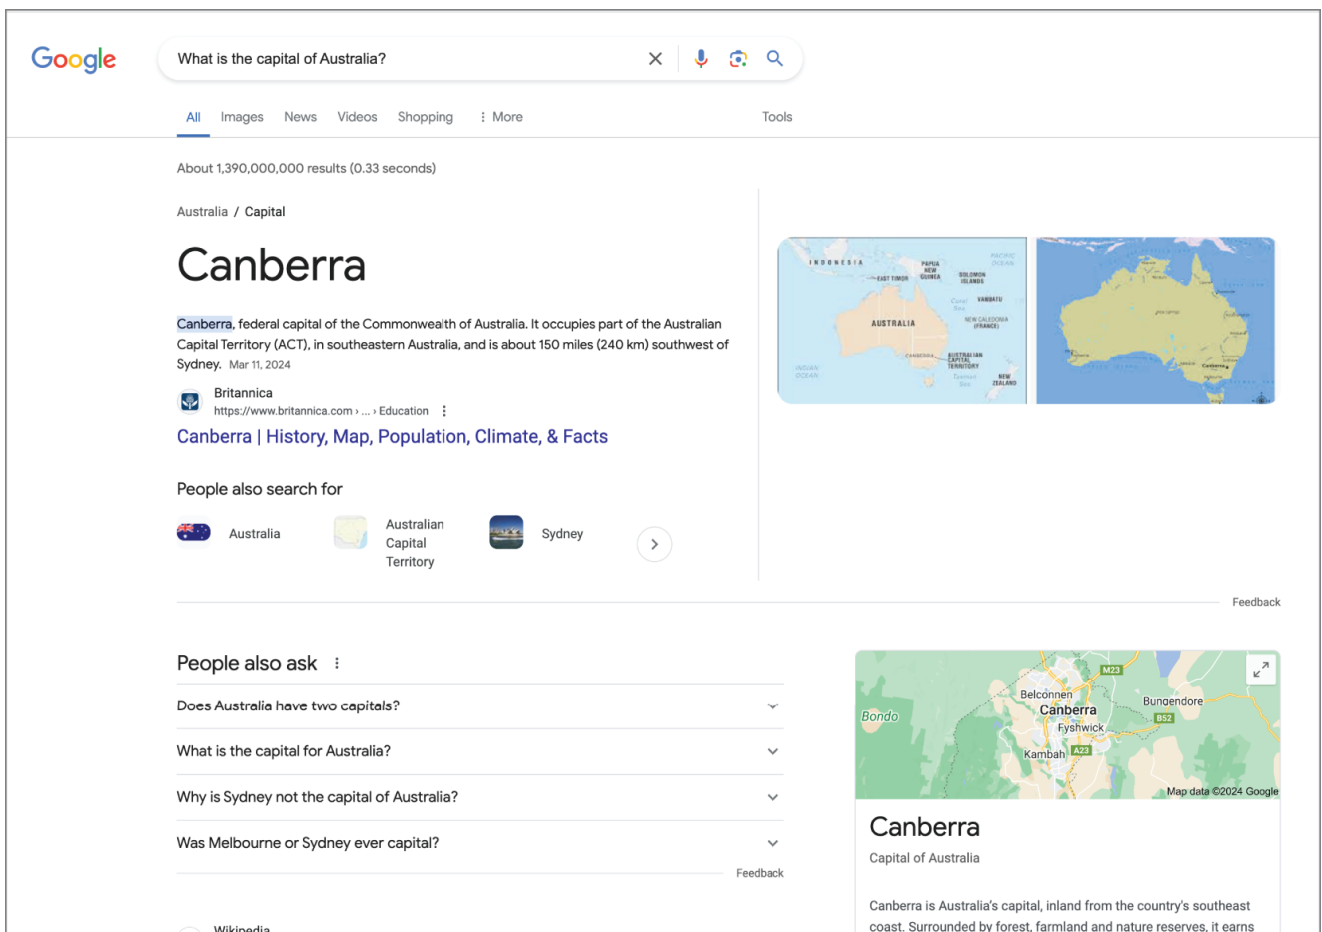 Google
What is the capital of Australia?
All Images News Videos Shopping More Tools
About 1,390,000,000 results (0.33 seconds)
Australia / Capital
Canberra
Canberra, federal capital of the Commonwealth of Australia. It occupies part of the Australian
Capital Territory (ACT), in southeastern Australia, and is about 150 miles (240 km) southwest of
Sydney. Mar 11, 2024
Britannica
https://www.britannica.com › ... › Education
Canberra | History, Map, Population, Climate, & Facts
People also search for
Australia
Australian
Capital
Territory
Sydney
INDONESIA
PAPUA
NEW
GUINEA
PACIFIC
OCEAN
EAST TIMOR
SOLOMON
ISLANDS
Coral
Sea
VANUATU
NEW CALEDONIA
(FRANCE)
AUSTRALIA
CANBERRA
AUSTRALIAN
CAPITAL
TERRITORY
INDIAN
OCEAN
Tasman
Sea
NEW
ZEALAND
Canberra
Feedback
People also ask
Does Australia have two capitals?
What is the capital for Australia?
Why is Sydney not the capital of Australia?
Was Melbourne or Sydney ever capital?
Feedback
Wikipedia
M23
Belconnen
Canberra
Bungendore
Bondo
B52
Fyshwick
Kambah
A23
Map data ©2024 Google
Canberra
Capital of Australia
Canberra is Australia's capital, inland from the country's southeast
coast. Surrounded by forest, farmland and nature reserves, it earns